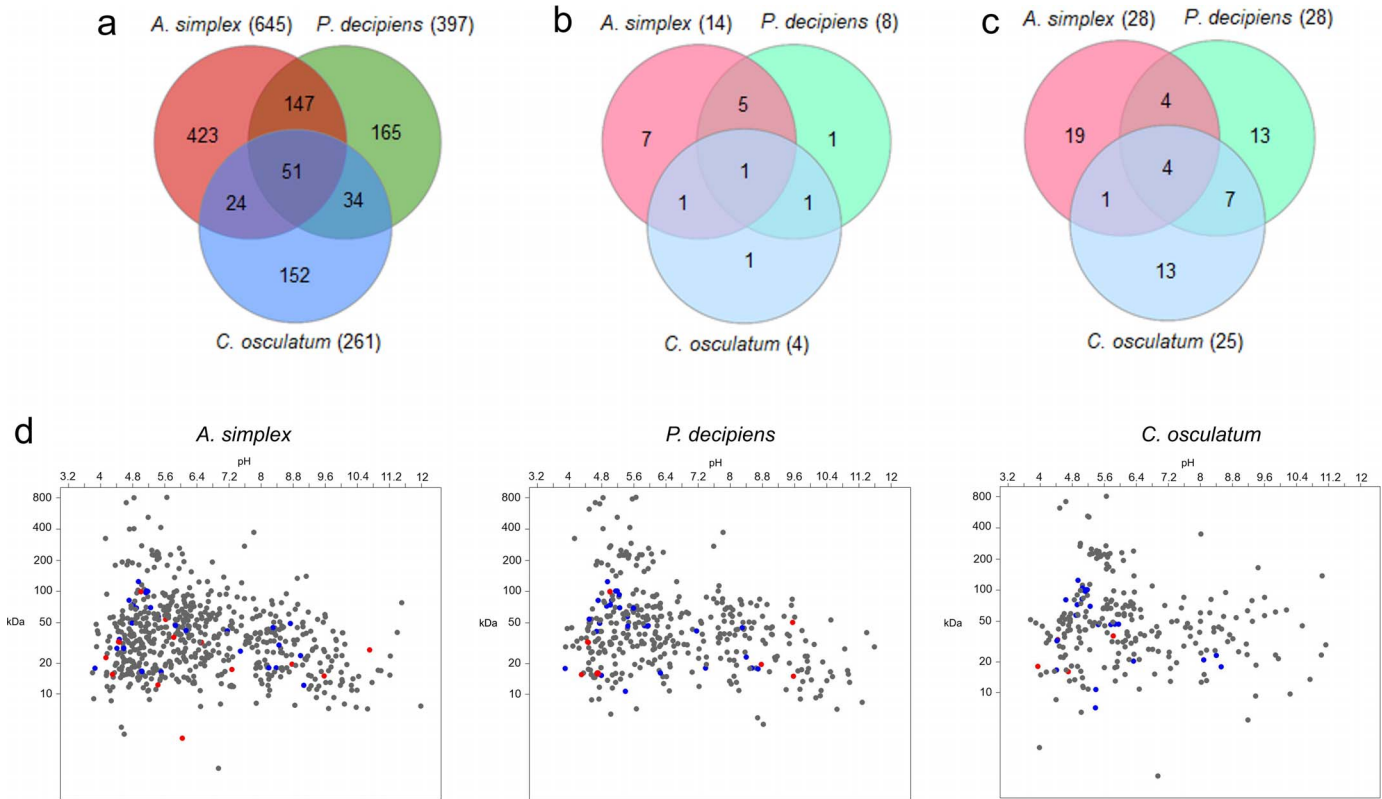 a
A. simplex (645)
P. decipiens (397)
423
147
165
51
24
34
152
C. osculatum (261)
b
A. simplex (14)
P. decipiens (8)
7
5
1
1
1
1
1
C. osculatum (4)
c
A. simplex (28)
P. decipiens (28)
19
4
13
4
1
7
13
C. osculatum (25)
d
A. simplex
pH
3.2 4 4.8 5.6 6.4 7.2 8 8.8 9.6 10.4 11.2 12
800
400
200
100
kDa
50
20
10
P. decipiens
pH
3.2 4 4.8 5.6 6.4 7.2 8 8.8 9.6 10.4 11.2 12
800
400
200
100
kDa
50
20
10
C. osculatum
pH
3.2 4 4.8 5.6 6.4 7.2 8 8.8 9.6 10.4 11.2 12
800
400
200
100
kDa
50
20
10